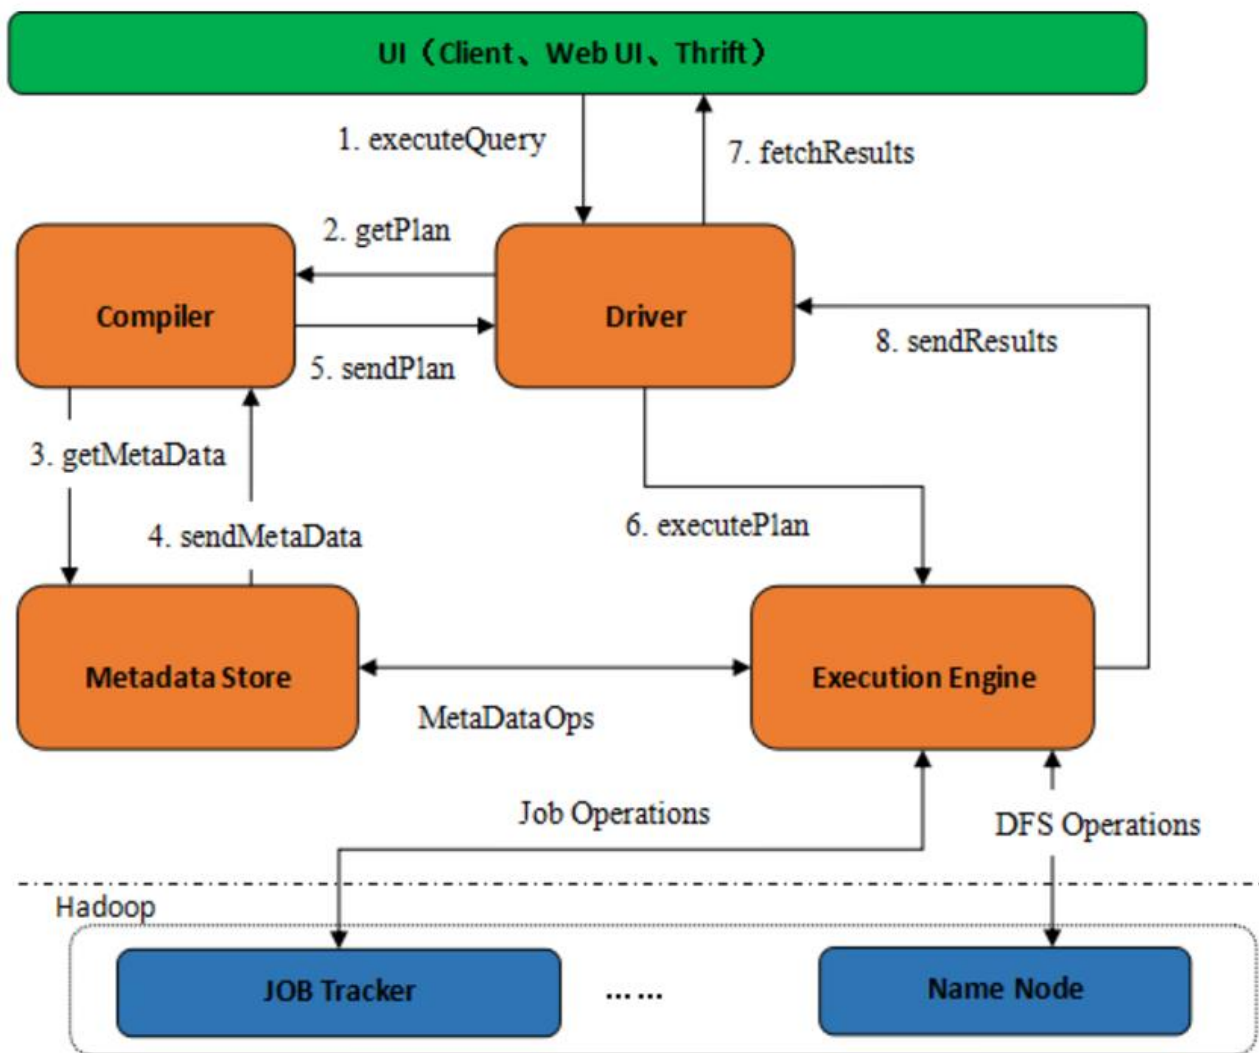 UI（Client、Web UI、Thrift）
1. executeQuery
7. fetchResults
2. getPlan
Compiler
Driver
8. sendResults
5. sendPlan
3. getMetaData
4. sendMetaData
6. executePlan
Metadata Store
Execution Engine
MetaDataOps
Job Operations
DFS Operations
Hadoop
JOB Tracker
……
Name Node